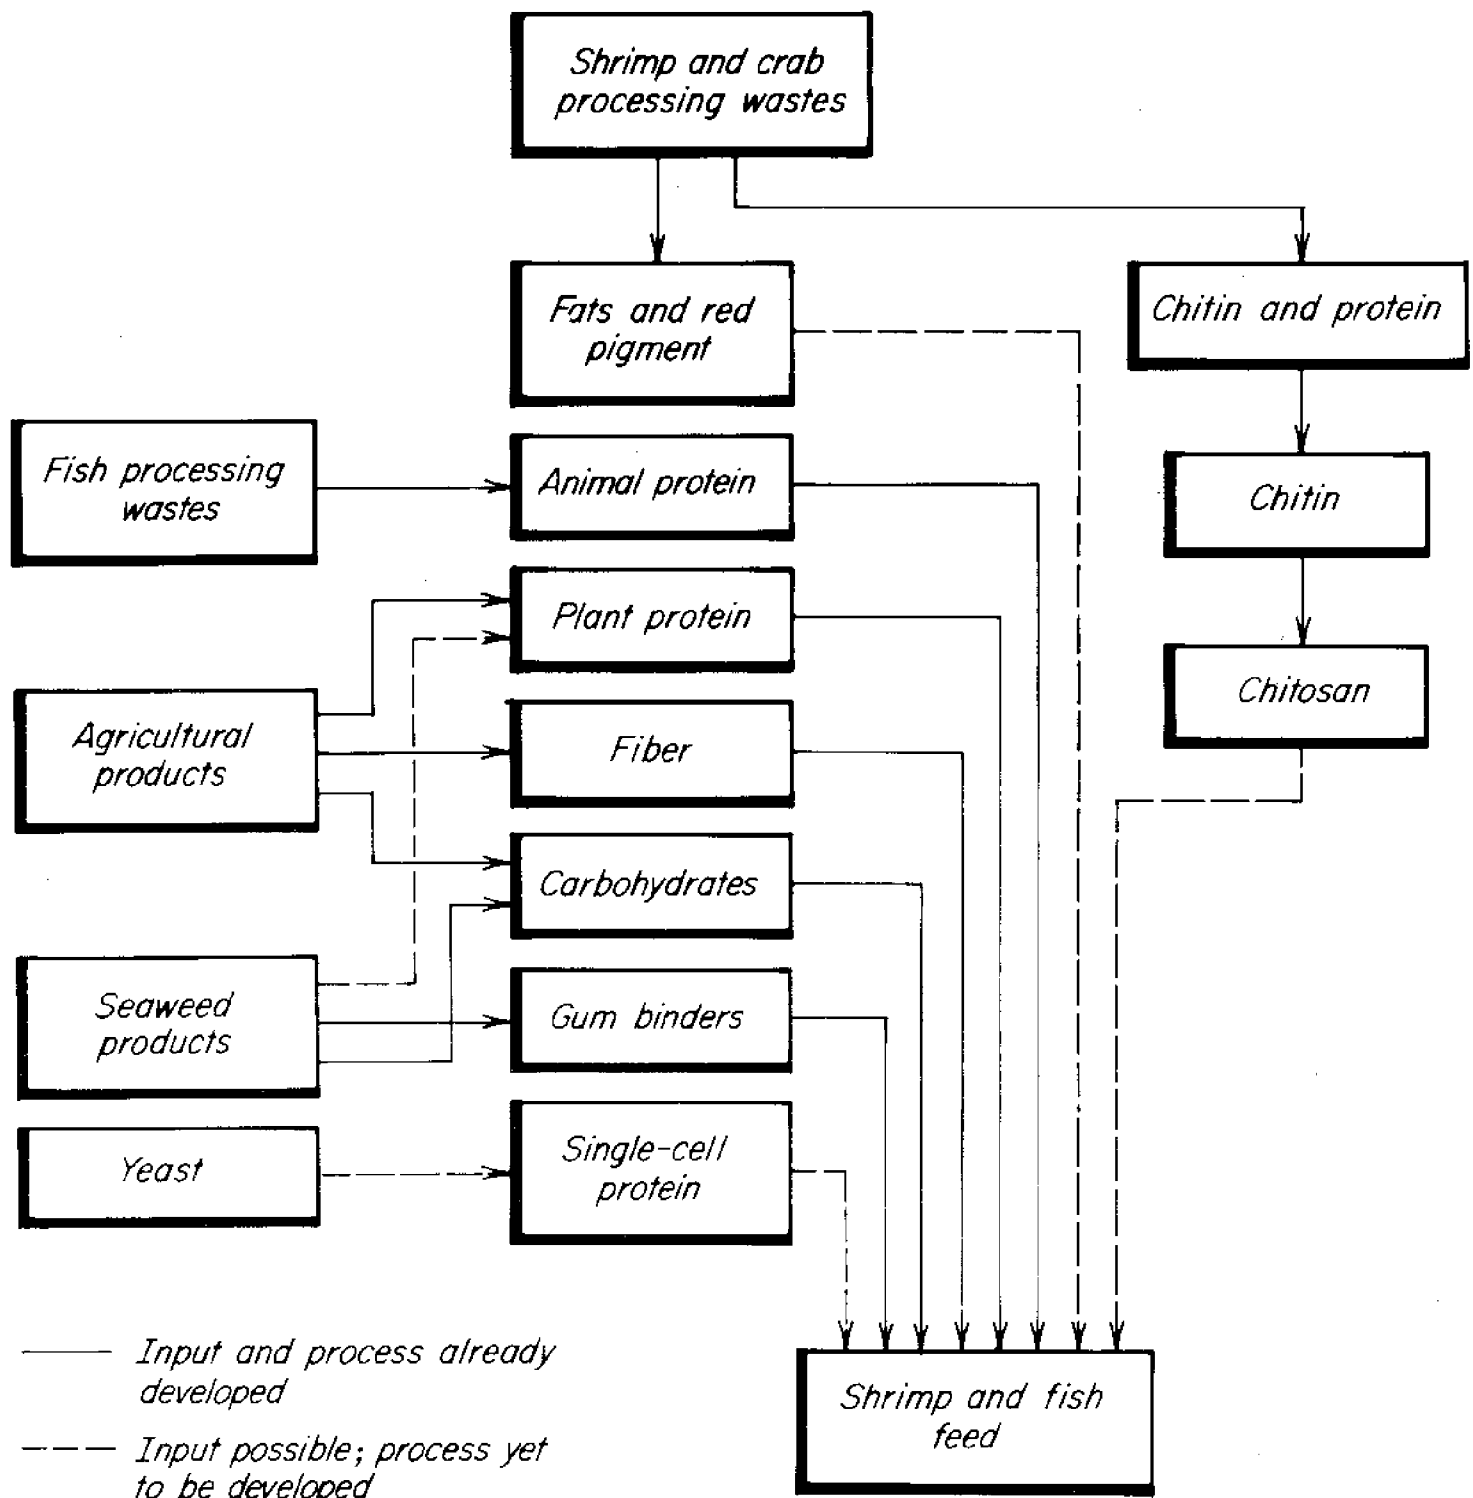 Shrimp and crab
processing wastes
Fats and red
pigment
Chitin and protein
Fish processing
wastes
Animal protein
Chitin
Plant protein
Agricultural
products
Fiber
Chitosan
Carbohydrates
Seaweed
products
Gum binders
Yeast
Single-cell
protein
Input and process already
developed
Shrimp and fish
feed
Input possible; process yet
to be developed